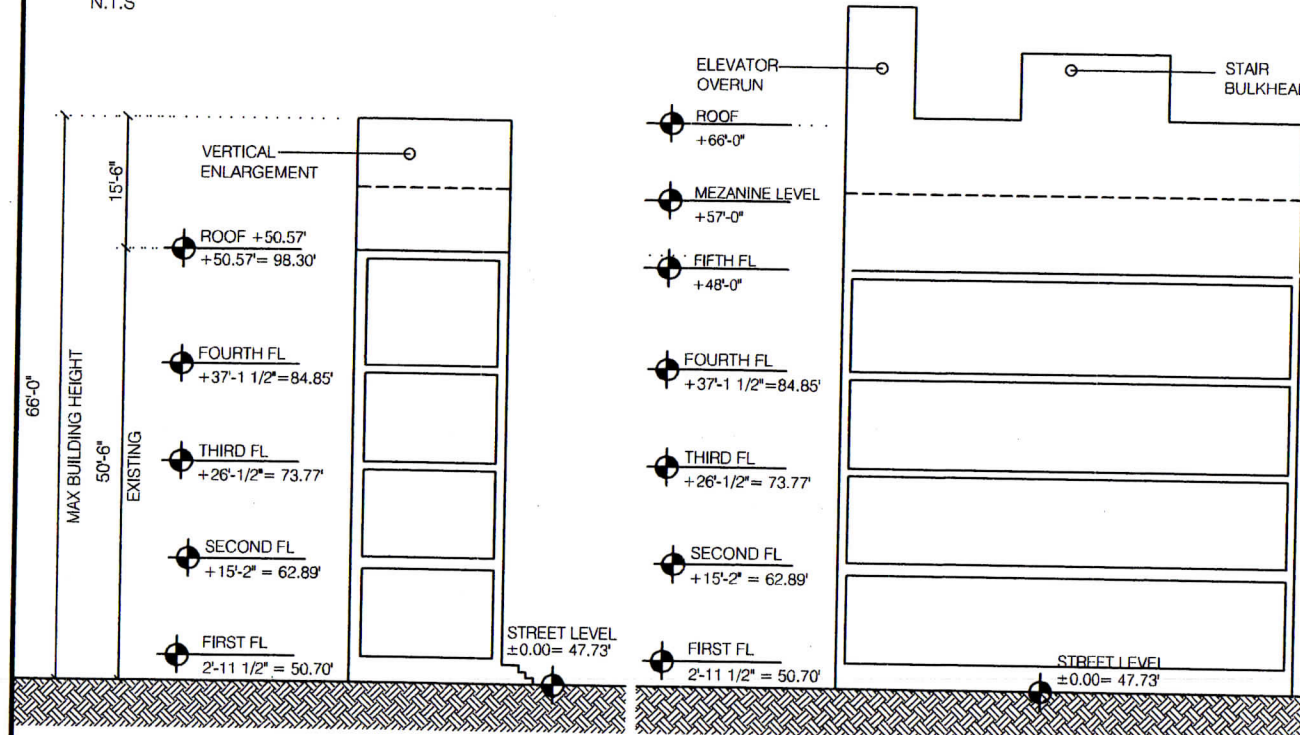 N.T.S
VERTICAL
ENLARGEMENT
15'-6"
ROOF +50.57'
+50.57'= 98.30'
FOURTH FL
+37'-1 1/2"=84.85'
66'-0"
MAX BUILDING HEIGHT
50'-6"
EXISTING
THIRD FL
+26'-1/2"= 73.77'
SECOND FL
+15'-2" = 62.89'
FIRST FL
2'-11 1/2" = 50.70'
STREET LEVEL
±0.00= 47.73'
ELEVATOR
OVERUN
STAIR
BULKHEAD
ROOF
+66'-0"
MEZANINE LEVEL
+57'-0"
FIFTH FL
+48'-0"
FOURTH FL
+37'-1 1/2"=84.85'
THIRD FL
+26'-1/2"= 73.77'
SECOND FL
+15'-2" = 62.89'
FIRST FL
2'-11 1/2" = 50.70'
STREET LEVEL
±0.00= 47.73'